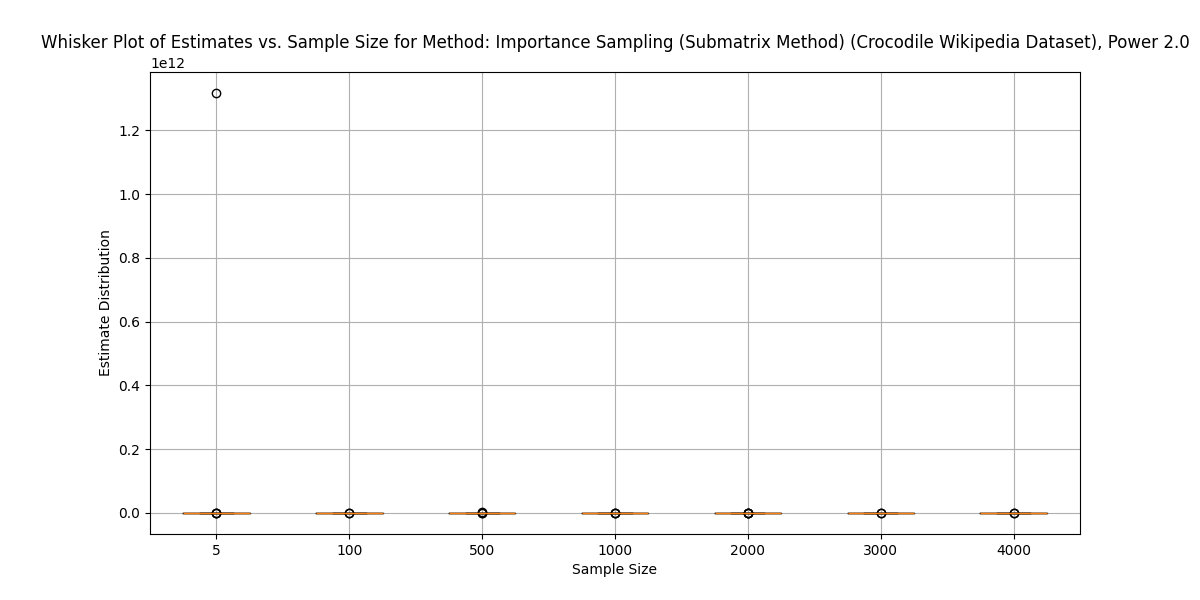 Whisker Plot of Estimates vs. Sample Size for Method: Importance Sampling (Submatrix Method) (Crocodile Wikipedia Dataset), Power 2.0
1e12
1.2
1.0
0.8
0.6
0.4
0.2
0.0
Estimate Distribution
5 100 500 1000 2000 3000 4000
Sample Size